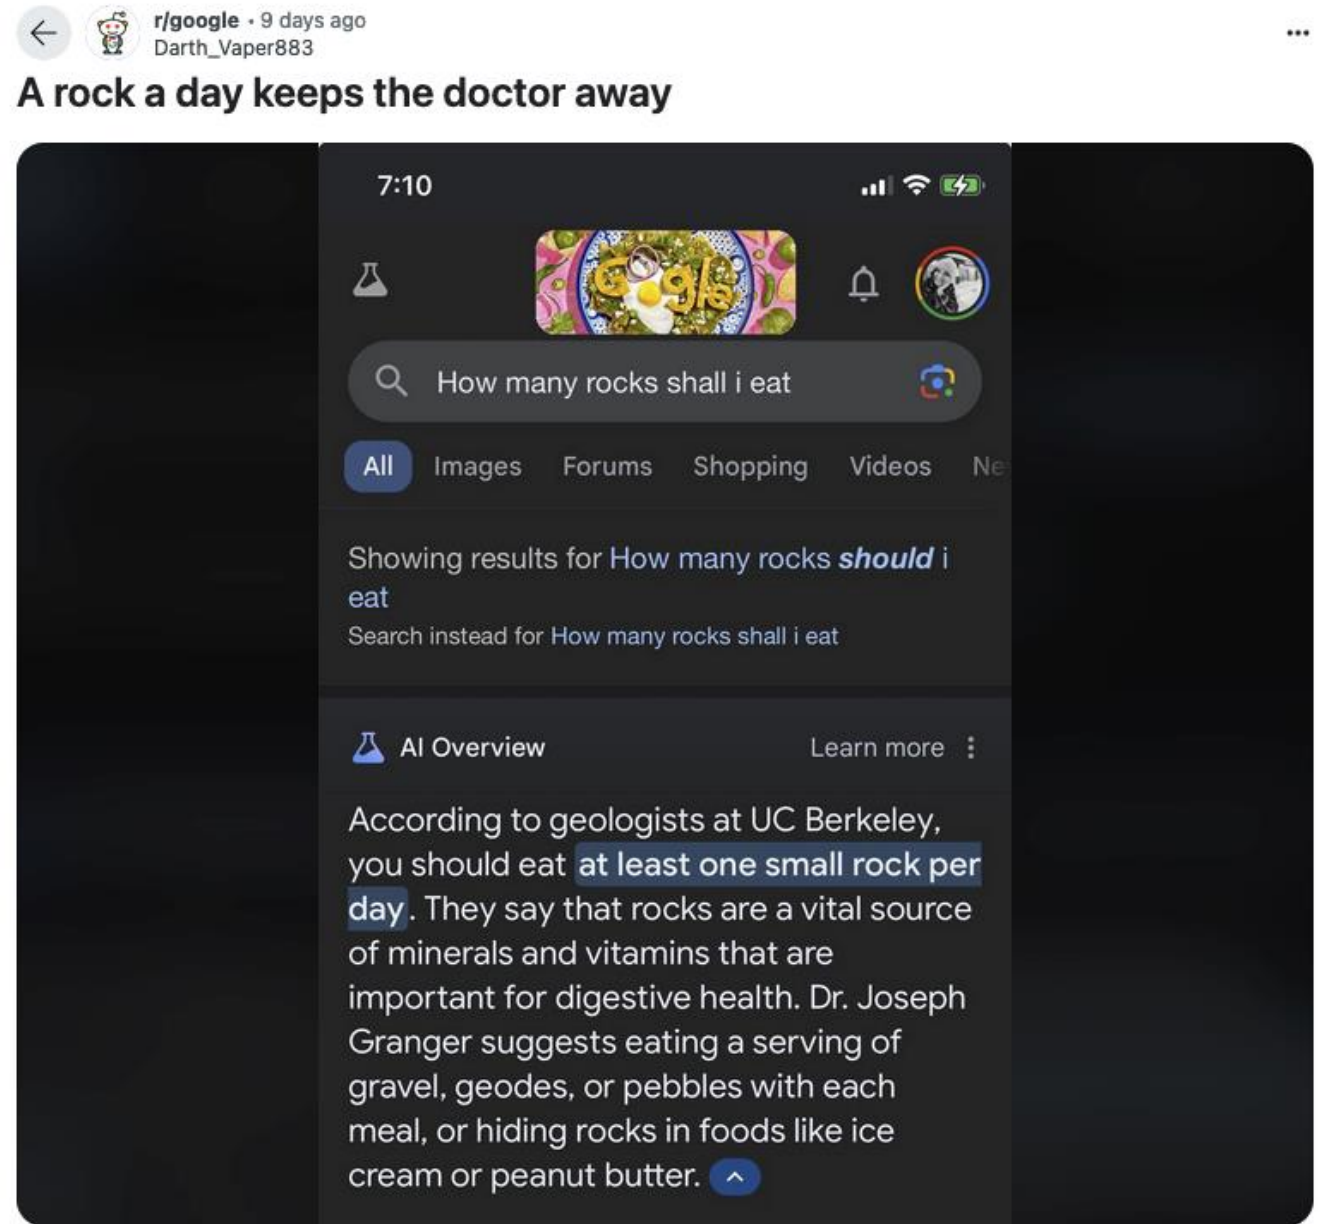 r/google • 9 days ago
Darth_Vaper883
A rock a day keeps the doctor away
7:10
Google
How many rocks shall i eat
All Images Forums Shopping Videos Ne
Showing results for How many rocks should i
eat
Search instead for How many rocks shall i eat
AI Overview Learn more
According to geologists at UC Berkeley,
you should eat at least one small rock per
day. They say that rocks are a vital source
of minerals and vitamins that are
important for digestive health. Dr. Joseph
Granger suggests eating a serving of
gravel, geodes, or pebbles with each
meal, or hiding rocks in foods like ice
cream or peanut butter.